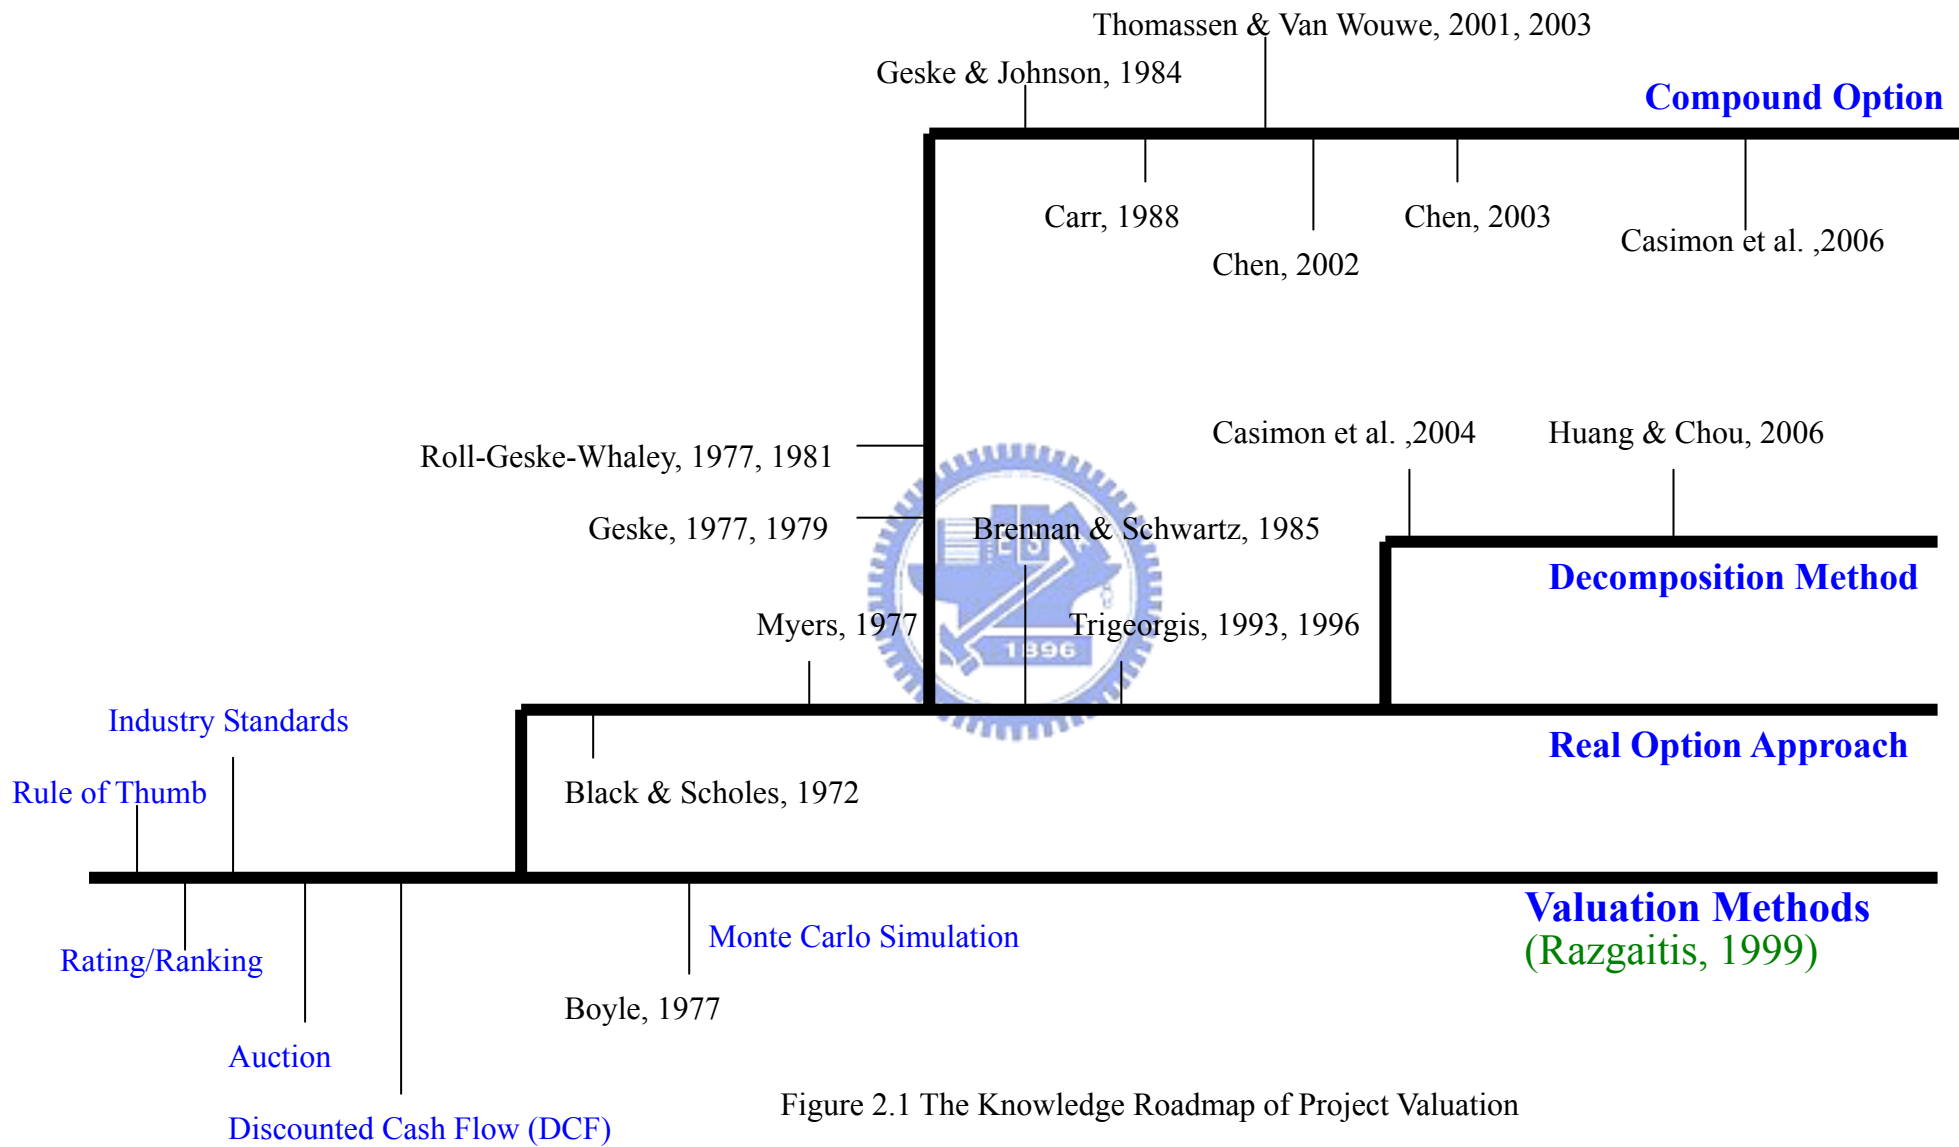 Thomassen & Van Wouwe, 2001, 2003
Geske & Johnson, 1984
Compound Option
Carr, 1988
Chen, 2003
Casimon et al. ,2006
Chen, 2002
Casimon et al. ,2004
Huang & Chou, 2006
Roll-Geske-Whaley, 1977, 1981
Geske, 1977, 1979
Brennan & Schwartz, 1985
ES
Decomposition Method
Myers, 1977
Trigeorgis, 1993, 1996
1896
Industry Standards
Real Option Approach
Rule of Thumb
Black & Scholes, 1972
Valuation Methods
(Razgaitis, 1999)
Monte Carlo Simulation
Rating/Ranking
Boyle, 1977
Auction
Discounted Cash Flow (DCF)
Figure 2.1 The Knowledge Roadmap of Project Valuation